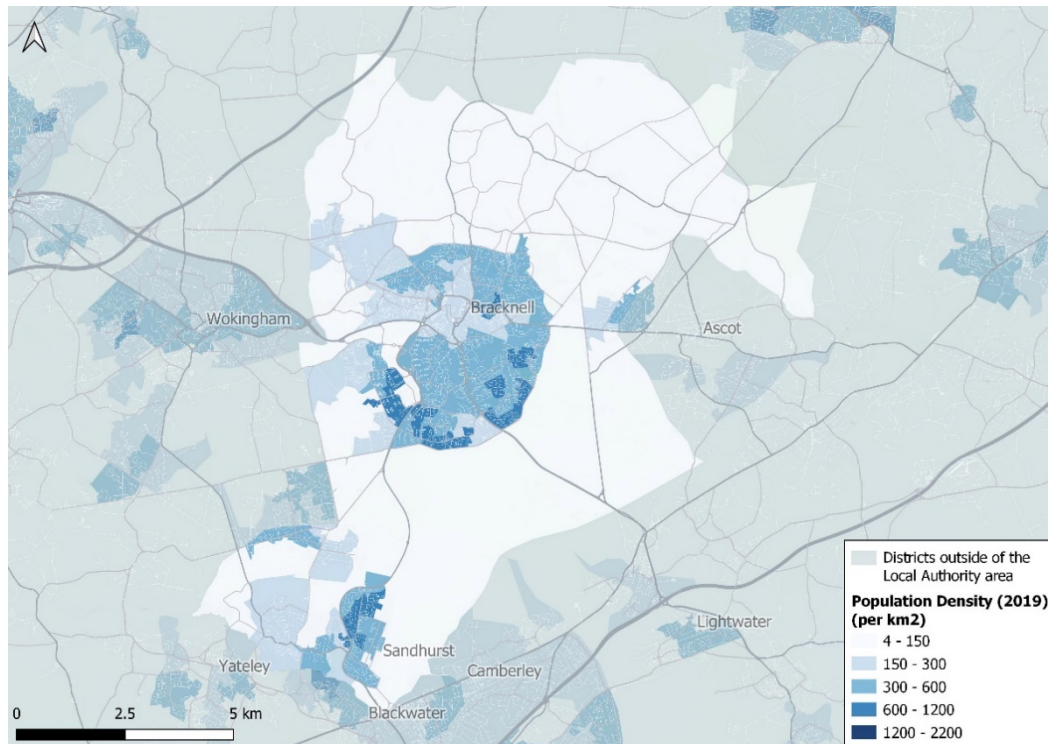 Bracknell
Wokingham
Ascot
Lightwater
Sandhurst
Yateley
Camberley
Blackwater
0 2.5 5 km
Districts outside of the
Local Authority area
Population Density (2019)
(per km2)
4 - 150
150 - 300
300 - 600
600 - 1200
1200 - 2200